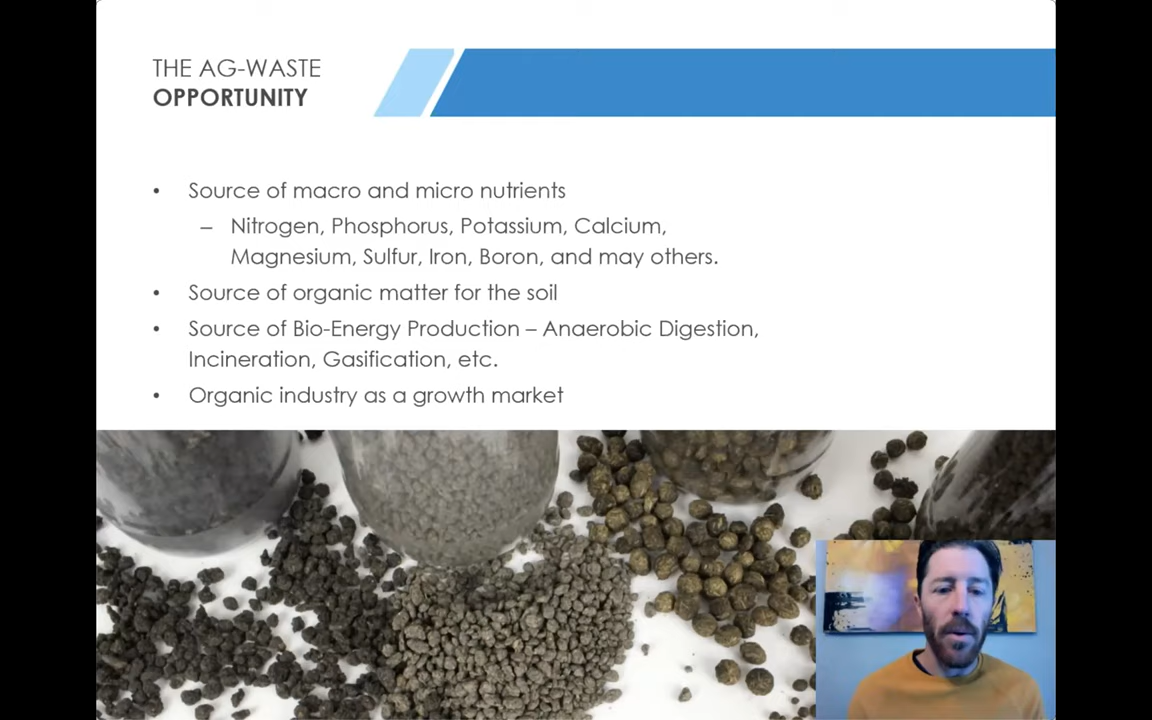 THE AG-WASTE
OPPORTUNITY
• Source of macro and micro nutrients
– Nitrogen, Phosphorus, Potassium, Calcium,
Magnesium, Sulfur, Iron, Boron, and may others.
• Source of organic matter for the soil
• Source of Bio-Energy Production – Anaerobic Digestion,
Incineration, Gasification, etc.
• Organic industry as a growth market